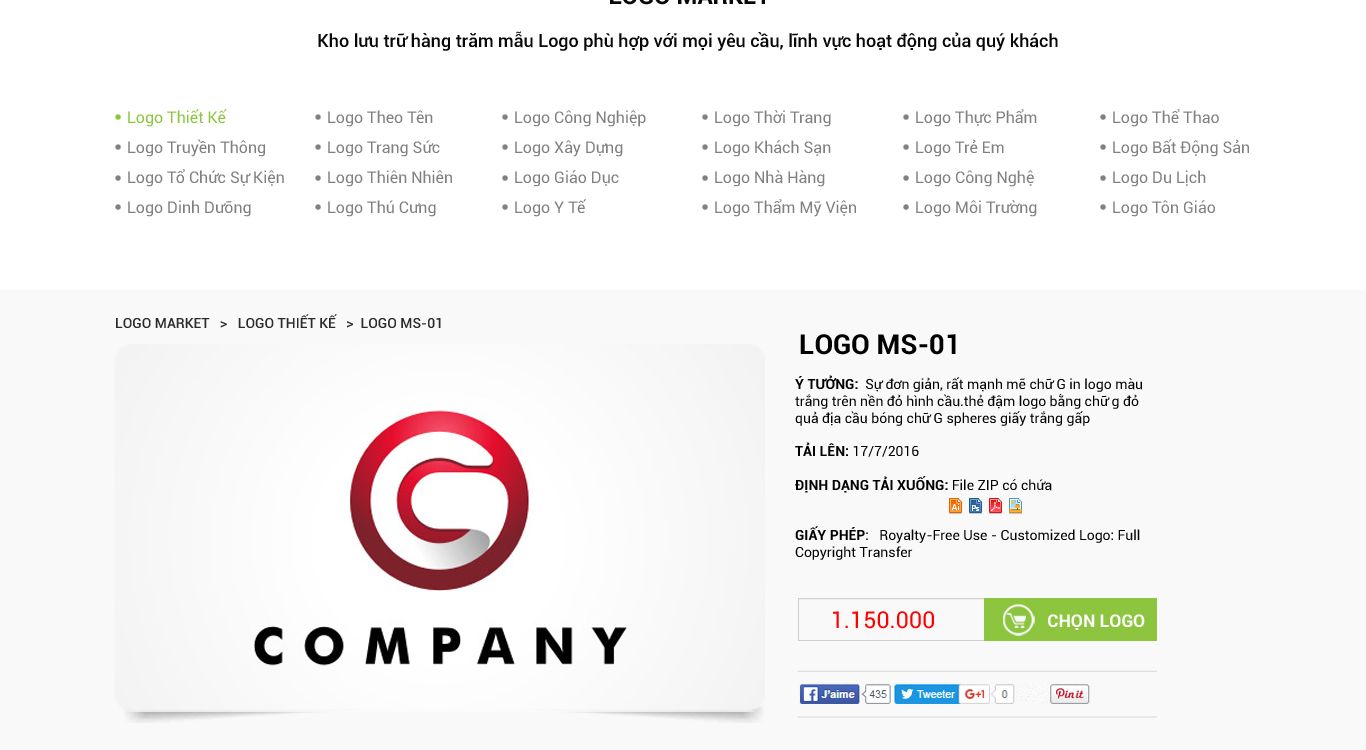 LOGO MARKET
Kho lưu trữ hàng trăm mẫu Logo phù hợp với mọi yêu cầu, lĩnh vực hoạt động của quý khách
• Logo Thiết Kế • Logo Theo Tên • Logo Công Nghiệp • Logo Thời Trang • Logo Thực Phẩm • Logo Thể Thao
• Logo Truyền Thông • Logo Trang Sức • Logo Xây Dựng • Logo Khách Sạn • Logo Trẻ Em • Logo Bất Động Sản
• Logo Tổ Chức Sự Kiện • Logo Thiên Nhiên • Logo Giáo Dục • Logo Nhà Hàng • Logo Công Nghệ • Logo Du Lịch
• Logo Dinh Dưỡng • Logo Thú Cưng • Logo Y Tế • Logo Thẩm Mỹ Viện • Logo Môi Trường • Logo Tôn Giáo
LOGO MARKET > LOGO THIẾT KẾ > LOGO MS-01
COMPANY
LOGO MS-01
Ý TƯỞNG: Sự đơn giản, rất mạnh mẽ chữ G in logo màu
trắng trên nền đỏ hình cầu.thẻ đậm logo bằng chữ g đỏ
quả địa cầu bóng chữ G spheres giấy trắng gấp
TẢI LÊN: 17/7/2016
ĐỊNH DẠNG TẢI XUỐNG: File ZIP có chứa
Ai Ps
GIẤY PHÉP: Royalty-Free Use - Customized Logo: Full
Copyright Transfer
1.150.000 CHỌN LOGO
J'aime 435 Tweeter G+1 0 Pin it